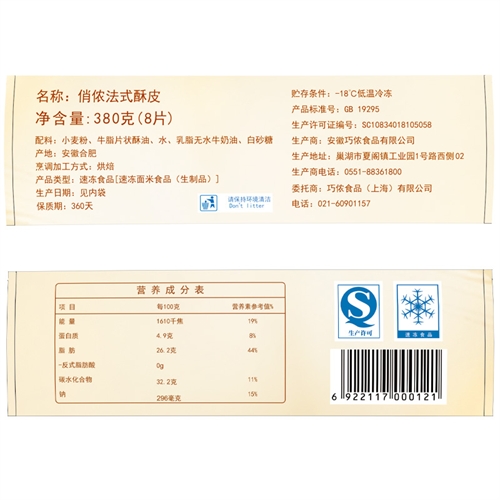 名称：俏侬法式酥皮
净含量:380克(8片)
配料：小麦粉、牛脂片状酥油、水、乳脂无水牛奶油、白砂糖
产地：安徽合肥
烹调加工方式：烘焙
产品类型：速冻食品[速冻面米食品（生制品）]
生产日期：见内袋
保质期：360天
请保持环境清洁
Don't litter
贮存条件：-18℃低温冷冻
产品标准号：GB 19295
生产许可证编号：SC10834018105058
生产商：安徽巧侬食品有限公司
生产地址：巢湖市夏阁镇工业园1号路西侧02
生产商电话：0551-88361800
委托商：巧侬食品（上海）有限公司
电话：021-60901157
营养成分表
项目 每100克 营养素参考值%
能量 1610千焦 19%
蛋白质 4.9克 8%
脂肪 26.2克 44%
-反式脂肪酸 0g
碳水化合物 32.2克 11%
钠 296毫克 15%
QS
生产许可
速冻食品
6 922117 000121